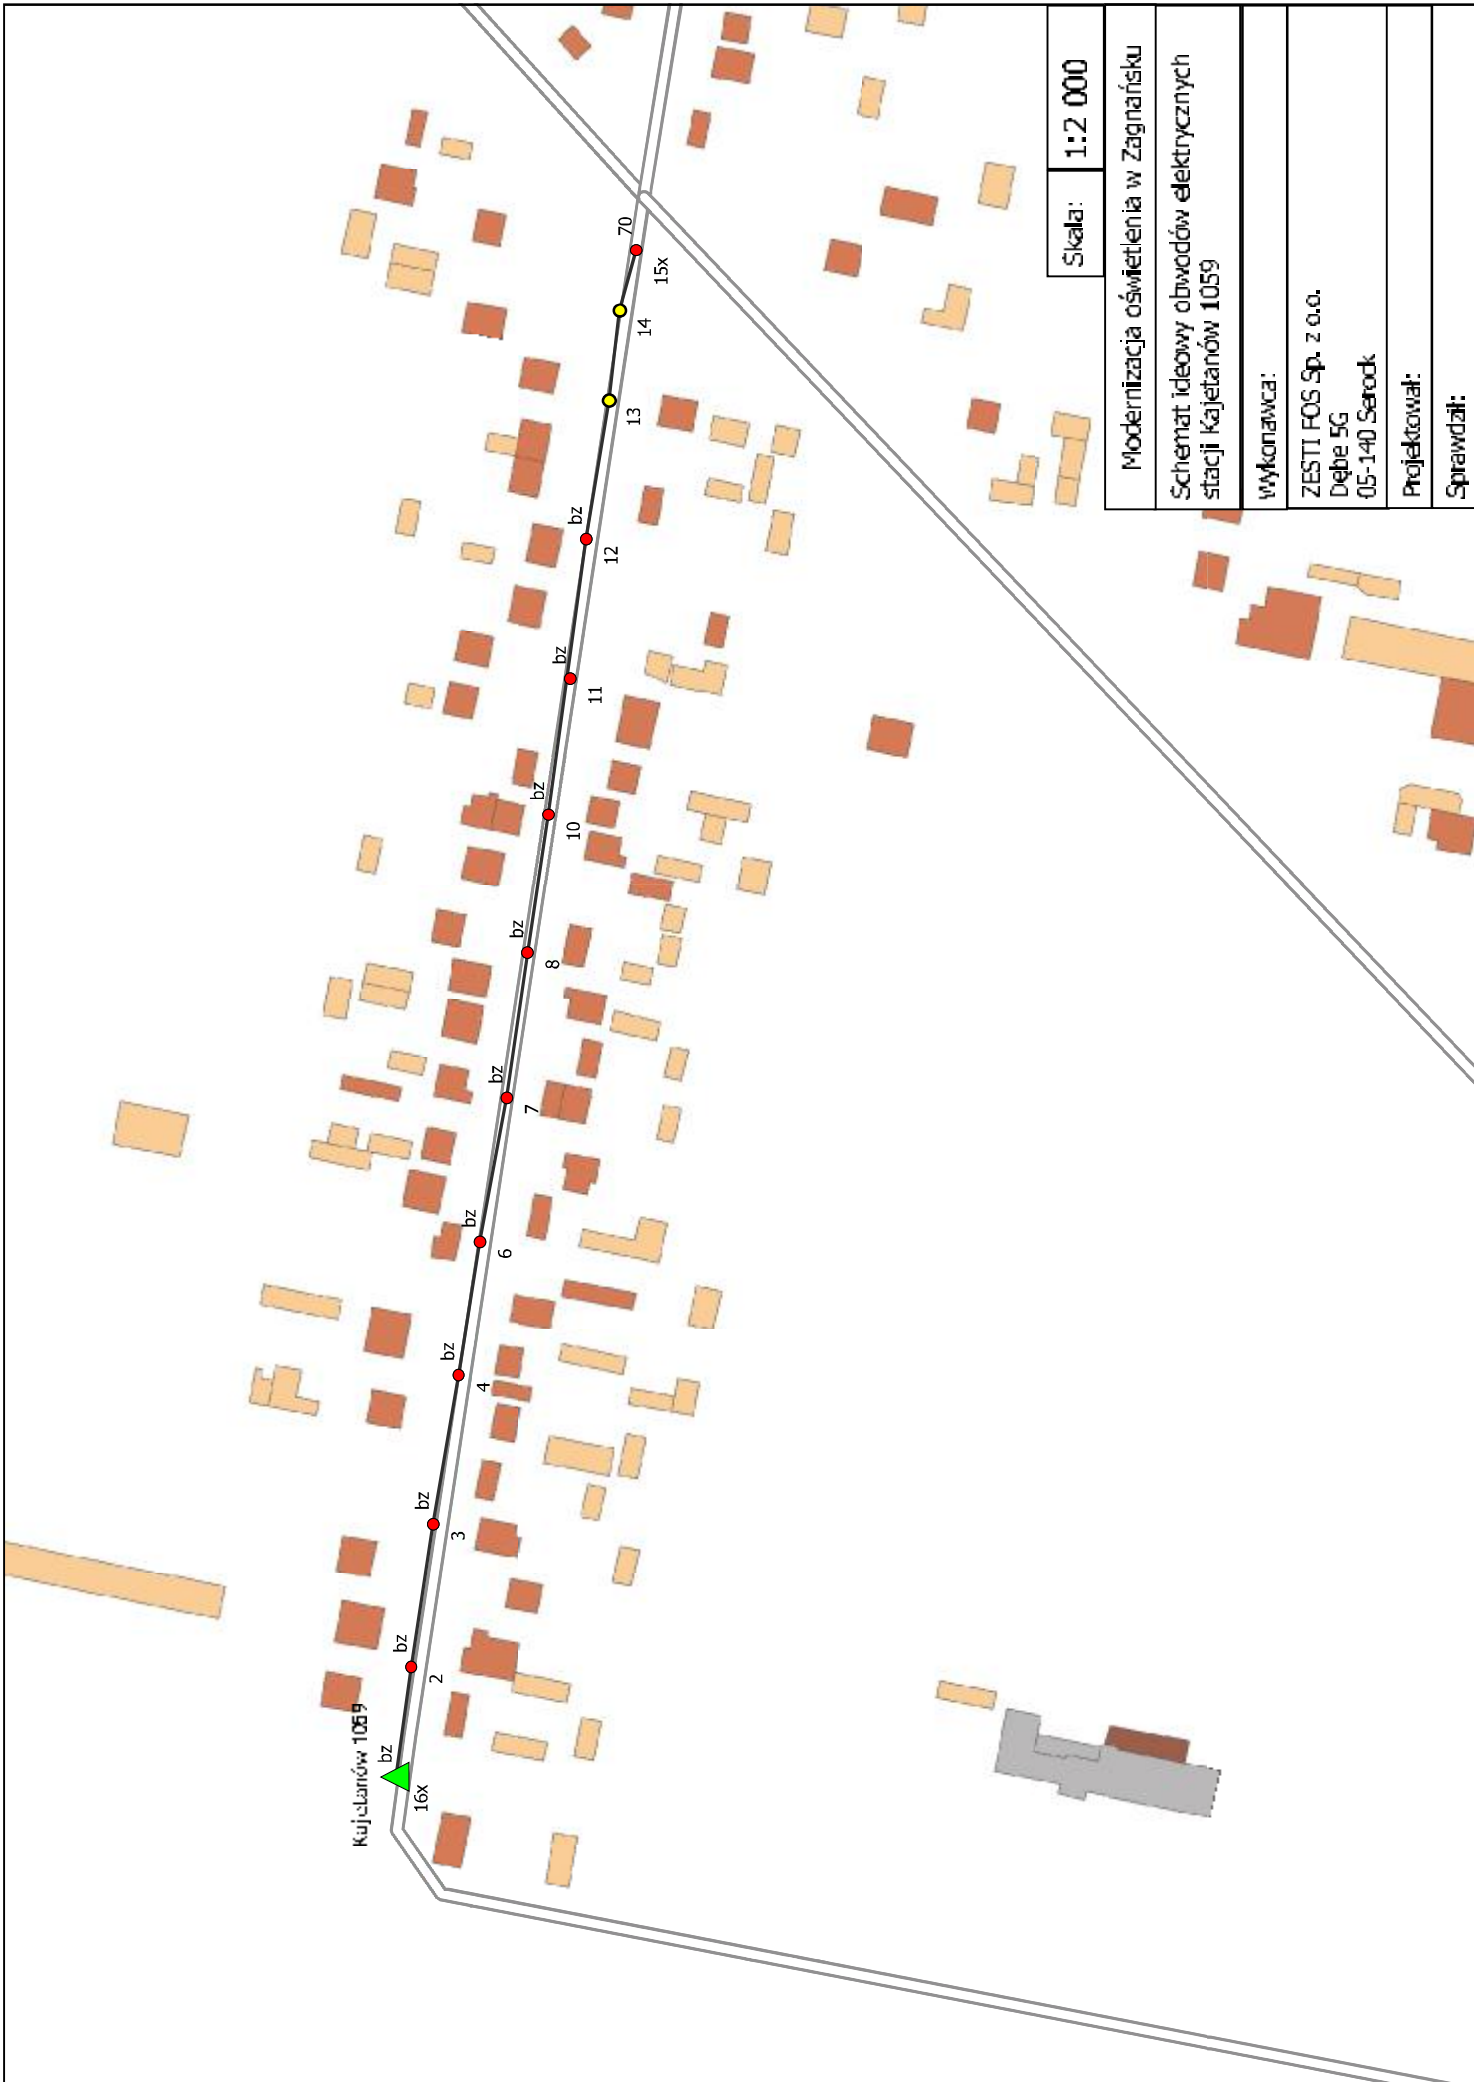 Kajetanów 1059
bz
16x
bz
2
bz
3
bz
4
bz
6
bz
7
bz
8
bz
10
bz
11
bz
12
13
14
70
15x
Skala: 1:2 000
Modernizacja oświetlenia w Zagnańsku
Schemat ideowy obwodów elektrycznych
stacji Kajetanów 1059
Wykonawca:
ZESTI FOS Sp. z o.o.
Dębe 5G
05-140 Serock
Projektował:
Sprawdził: